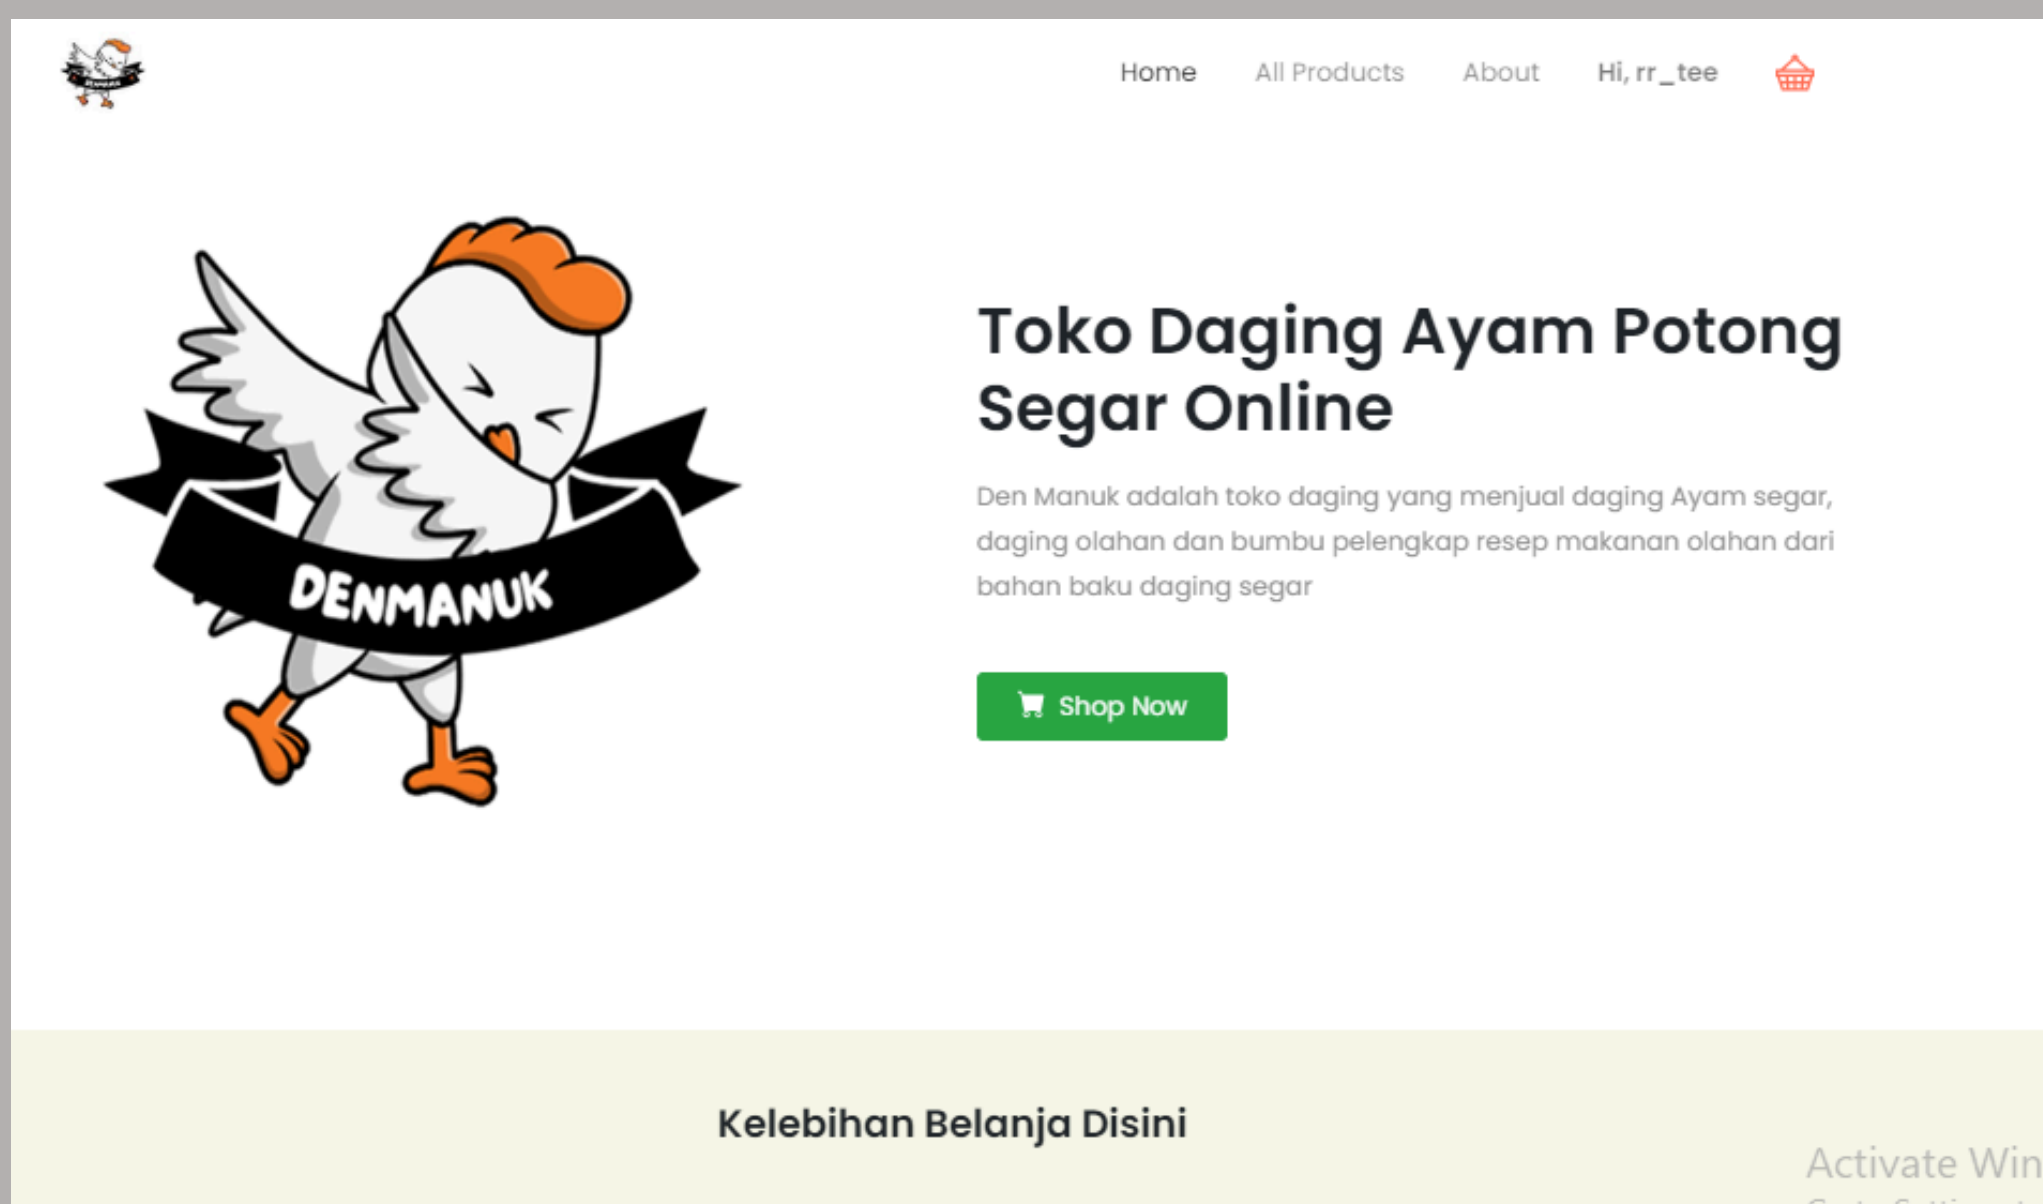 DENMANUK
Home All Products About Hi, rr_tee
DENMANUK
Toko Daging Ayam Potong
Segar Online
Den Manuk adalah toko daging yang menjual daging Ayam segar,
daging olahan dan bumbu pelengkap resep makanan olahan dari
bahan baku daging segar
Shop Now
Kelebihan Belanja Disini
Activate Win